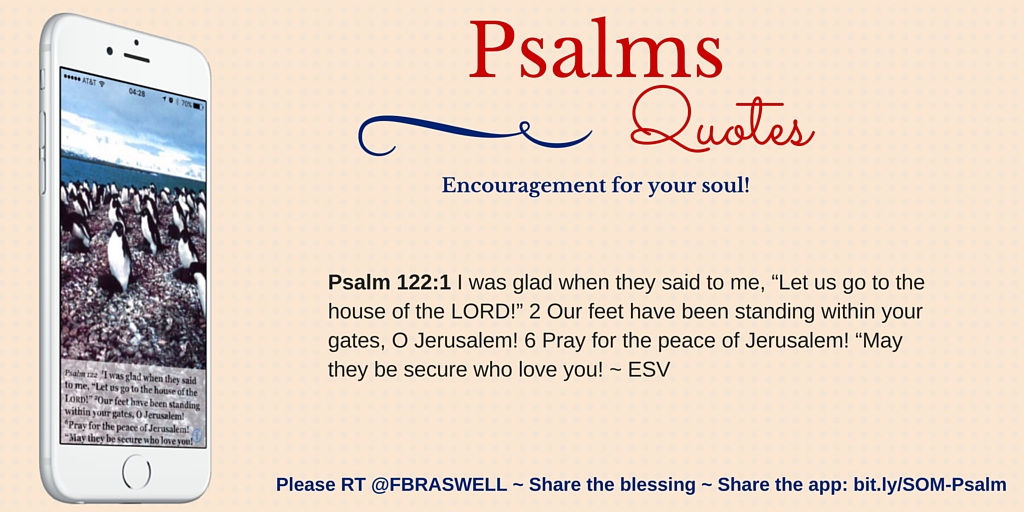 Psalms
Quotes
Encouragement for your soul!
Psalm 122:1 I was glad when they said to me, “Let us go to the
house of the LORD!” 2 Our feet have been standing within your
gates, O Jerusalem! 6 Pray for the peace of Jerusalem! “May
they be secure who love you! ~ ESV
Please RT @FBRASWELL ~ Share the blessing ~ Share the app: bit.ly/SOM-Psalm
AT&T 04:28 70%
Psalm 122 ¹I was glad when they said
to me, “Let us go to the house of the
LORD!” ²Our feet have been standing
within your gates, O Jerusalem!
⁶Pray for the peace of Jerusalem!
“May they be secure who love you!